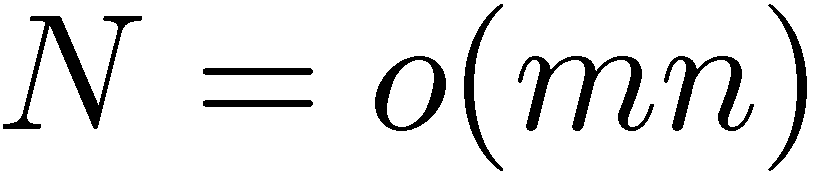 N = o(mn)